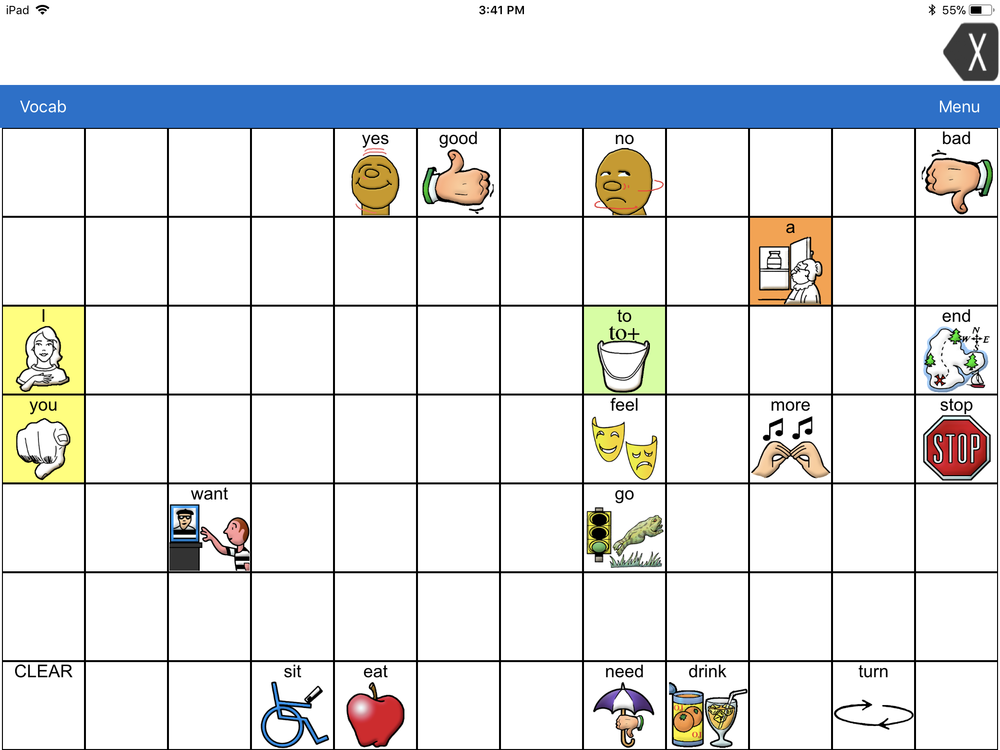 iPad 3:41 PM 55%
X
Vocab Menu
yes good no bad
a
I to end
to+
N
W E
S
you feel more stop
STOP
want go
CLEAR sit eat need drink turn
OJ
OJ